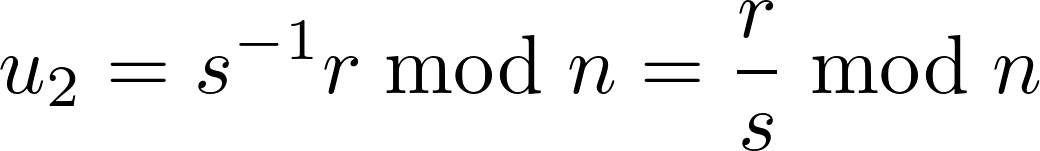 u₂ = s⁻¹r mod n = r/s mod n